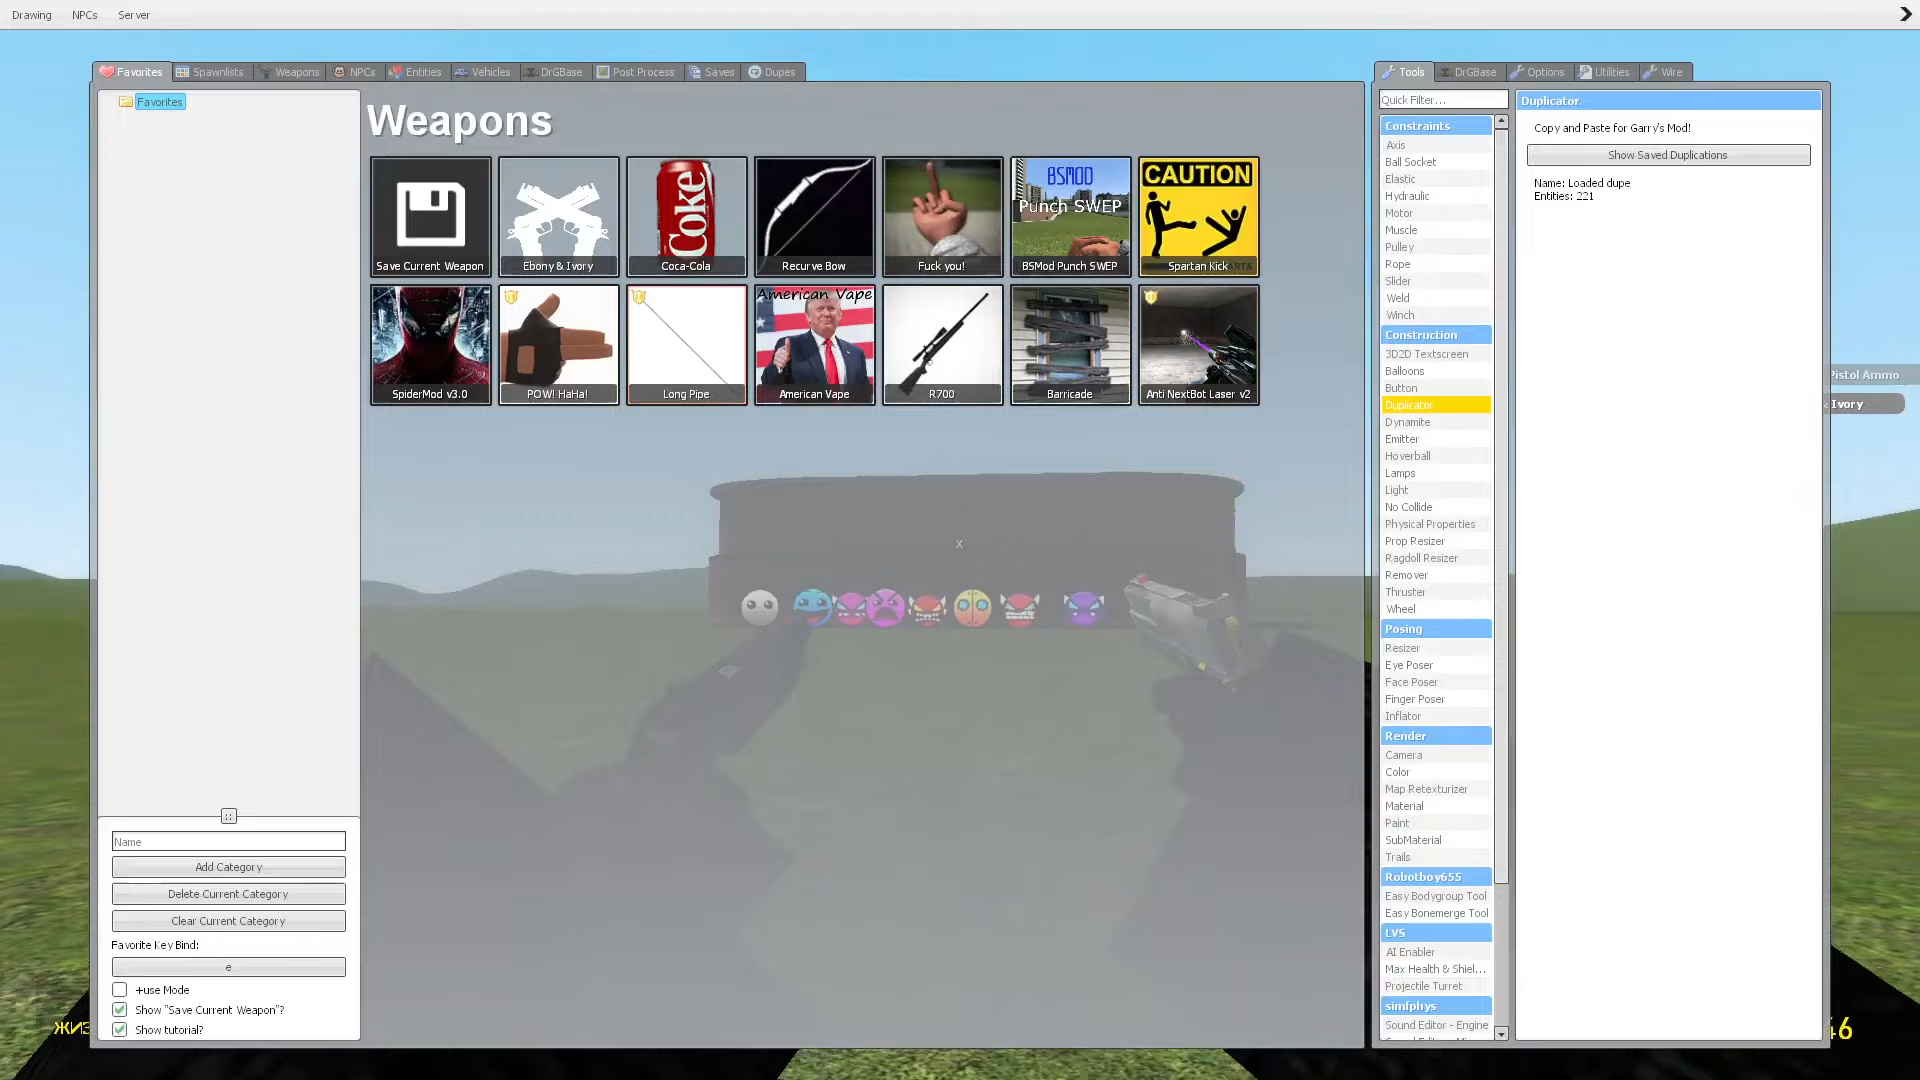 Drawing NPCs Server
Favorites Spawnlists Weapons NPCs Entities Vehicles DrGBase Post Process Saves Dupes
Favorites
Weapons
Coke
BSMOD
Punch SWEP
CAUTION
Save Current Weapon Ebony & Ivory Coca-Cola Recurve Bow Fuck you! BSMod Punch SWEP Spartan Kick
American Vape
SpiderMod v3.0 POW! HaHa! Long Pipe American Vape R700 Barricade Anti NextBot Laser v2
x
Name
Add Category
Delete Current Category
Clear Current Category
Favorite Key Bind:
e
+use Mode
Show "Save Current Weapon"?
Show tutorial?
Tools DrGBase Options Utilities Wire
Quick Filter...
Constraints
Axis
Ball Socket
Elastic
Hydraulic
Motor
Muscle
Pulley
Rope
Slider
Weld
Winch
Construction
3D2D Textscreen
Balloons
Button
Duplicator
Dynamite
Emitter
Hoverball
Lamps
Light
No Collide
Physical Properties
Prop Resizer
Ragdoll Resizer
Remover
Thruster
Wheel
Posing
Resizer
Eye Poser
Face Poser
Finger Poser
Inflator
Render
Camera
Color
Map Retexturizer
Material
Paint
SubMaterial
Trails
Robotboy655
Easy Bodygroup Tool
Easy Bonemerge Tool
LVS
AI Enabler
Max Health & Shiel...
Projectile Turret
simfphys
Sound Editor - Engine
Duplicator
Copy and Paste for Garry's Mod!
Show Saved Duplications
Name: Loaded dupe
Entities: 221
Pistol Ammo
Ivory
ЖИЗ
46